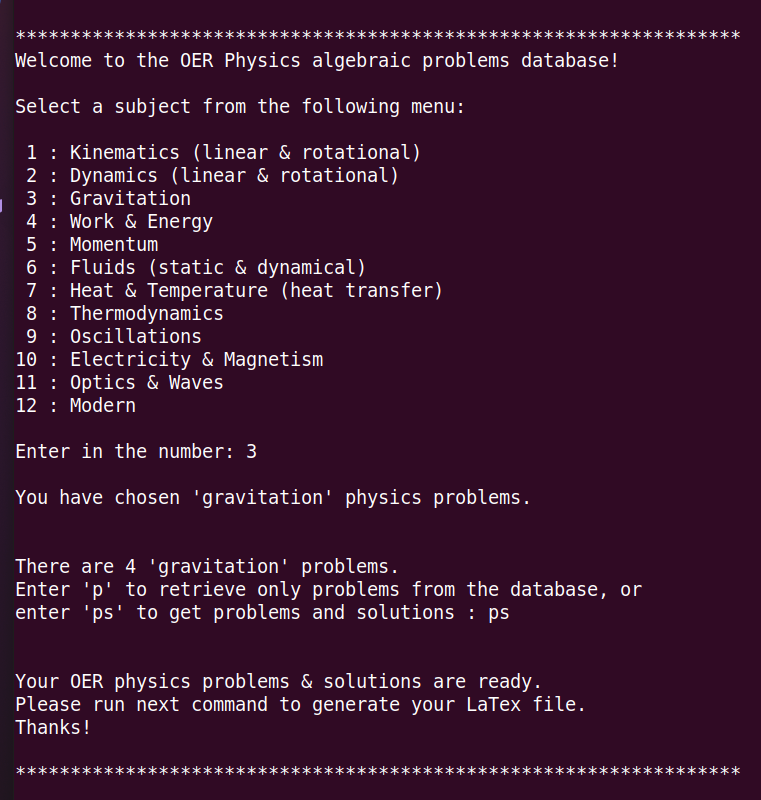 ******************************************************************
Welcome to the OER Physics algebraic problems database!
Select a subject from the following menu:
1 : Kinematics (linear & rotational)
2 : Dynamics (linear & rotational)
3 : Gravitation
4 : Work & Energy
5 : Momentum
6 : Fluids (static & dynamical)
7 : Heat & Temperature (heat transfer)
8 : Thermodynamics
9 : Oscillations
10 : Electricity & Magnetism
11 : Optics & Waves
12 : Modern
Enter in the number: 3
You have chosen 'gravitation' physics problems.
There are 4 'gravitation' problems.
Enter 'p' to retrieve only problems from the database, or
enter 'ps' to get problems and solutions : ps
Your OER physics problems & solutions are ready.
Please run next command to generate your LaTex file.
Thanks!
******************************************************************